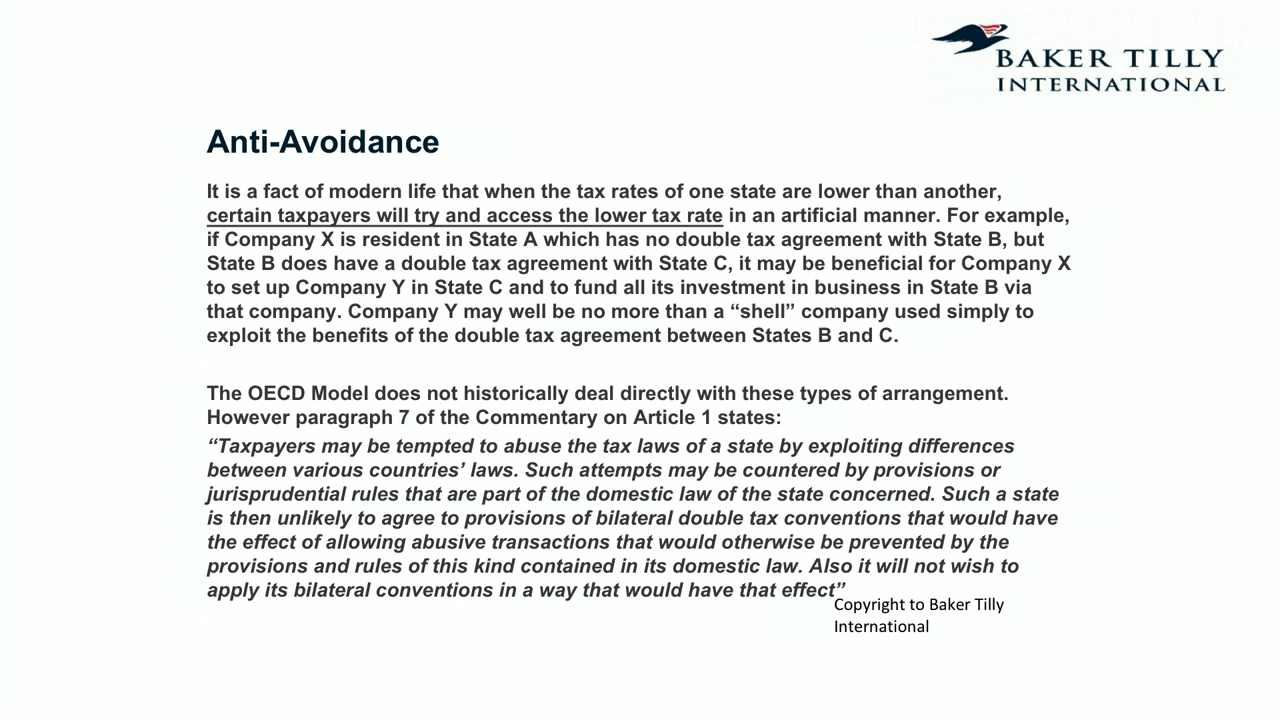 BAKER TILLY
INTERNATIONAL
Anti-Avoidance
It is a fact of modern life that when the tax rates of one state are lower than another,
certain taxpayers will try and access the lower tax rate in an artificial manner. For example,
if Company X is resident in State A which has no double tax agreement with State B, but
State B does have a double tax agreement with State C, it may be beneficial for Company X
to set up Company Y in State C and to fund all its investment in business in State B via
that company. Company Y may well be no more than a “shell” company used simply to
exploit the benefits of the double tax agreement between States B and C.
The OECD Model does not historically deal directly with these types of arrangement.
However paragraph 7 of the Commentary on Article 1 states:
“Taxpayers may be tempted to abuse the tax laws of a state by exploiting differences
between various countries’ laws. Such attempts may be countered by provisions or
jurisprudential rules that are part of the domestic law of the state concerned. Such a state
is then unlikely to agree to provisions of bilateral double tax conventions that would have
the effect of allowing abusive transactions that would otherwise be prevented by the
provisions and rules of this kind contained in its domestic law. Also it will not wish to
apply its bilateral conventions in a way that would have that effect”
Copyright to Baker Tilly
International